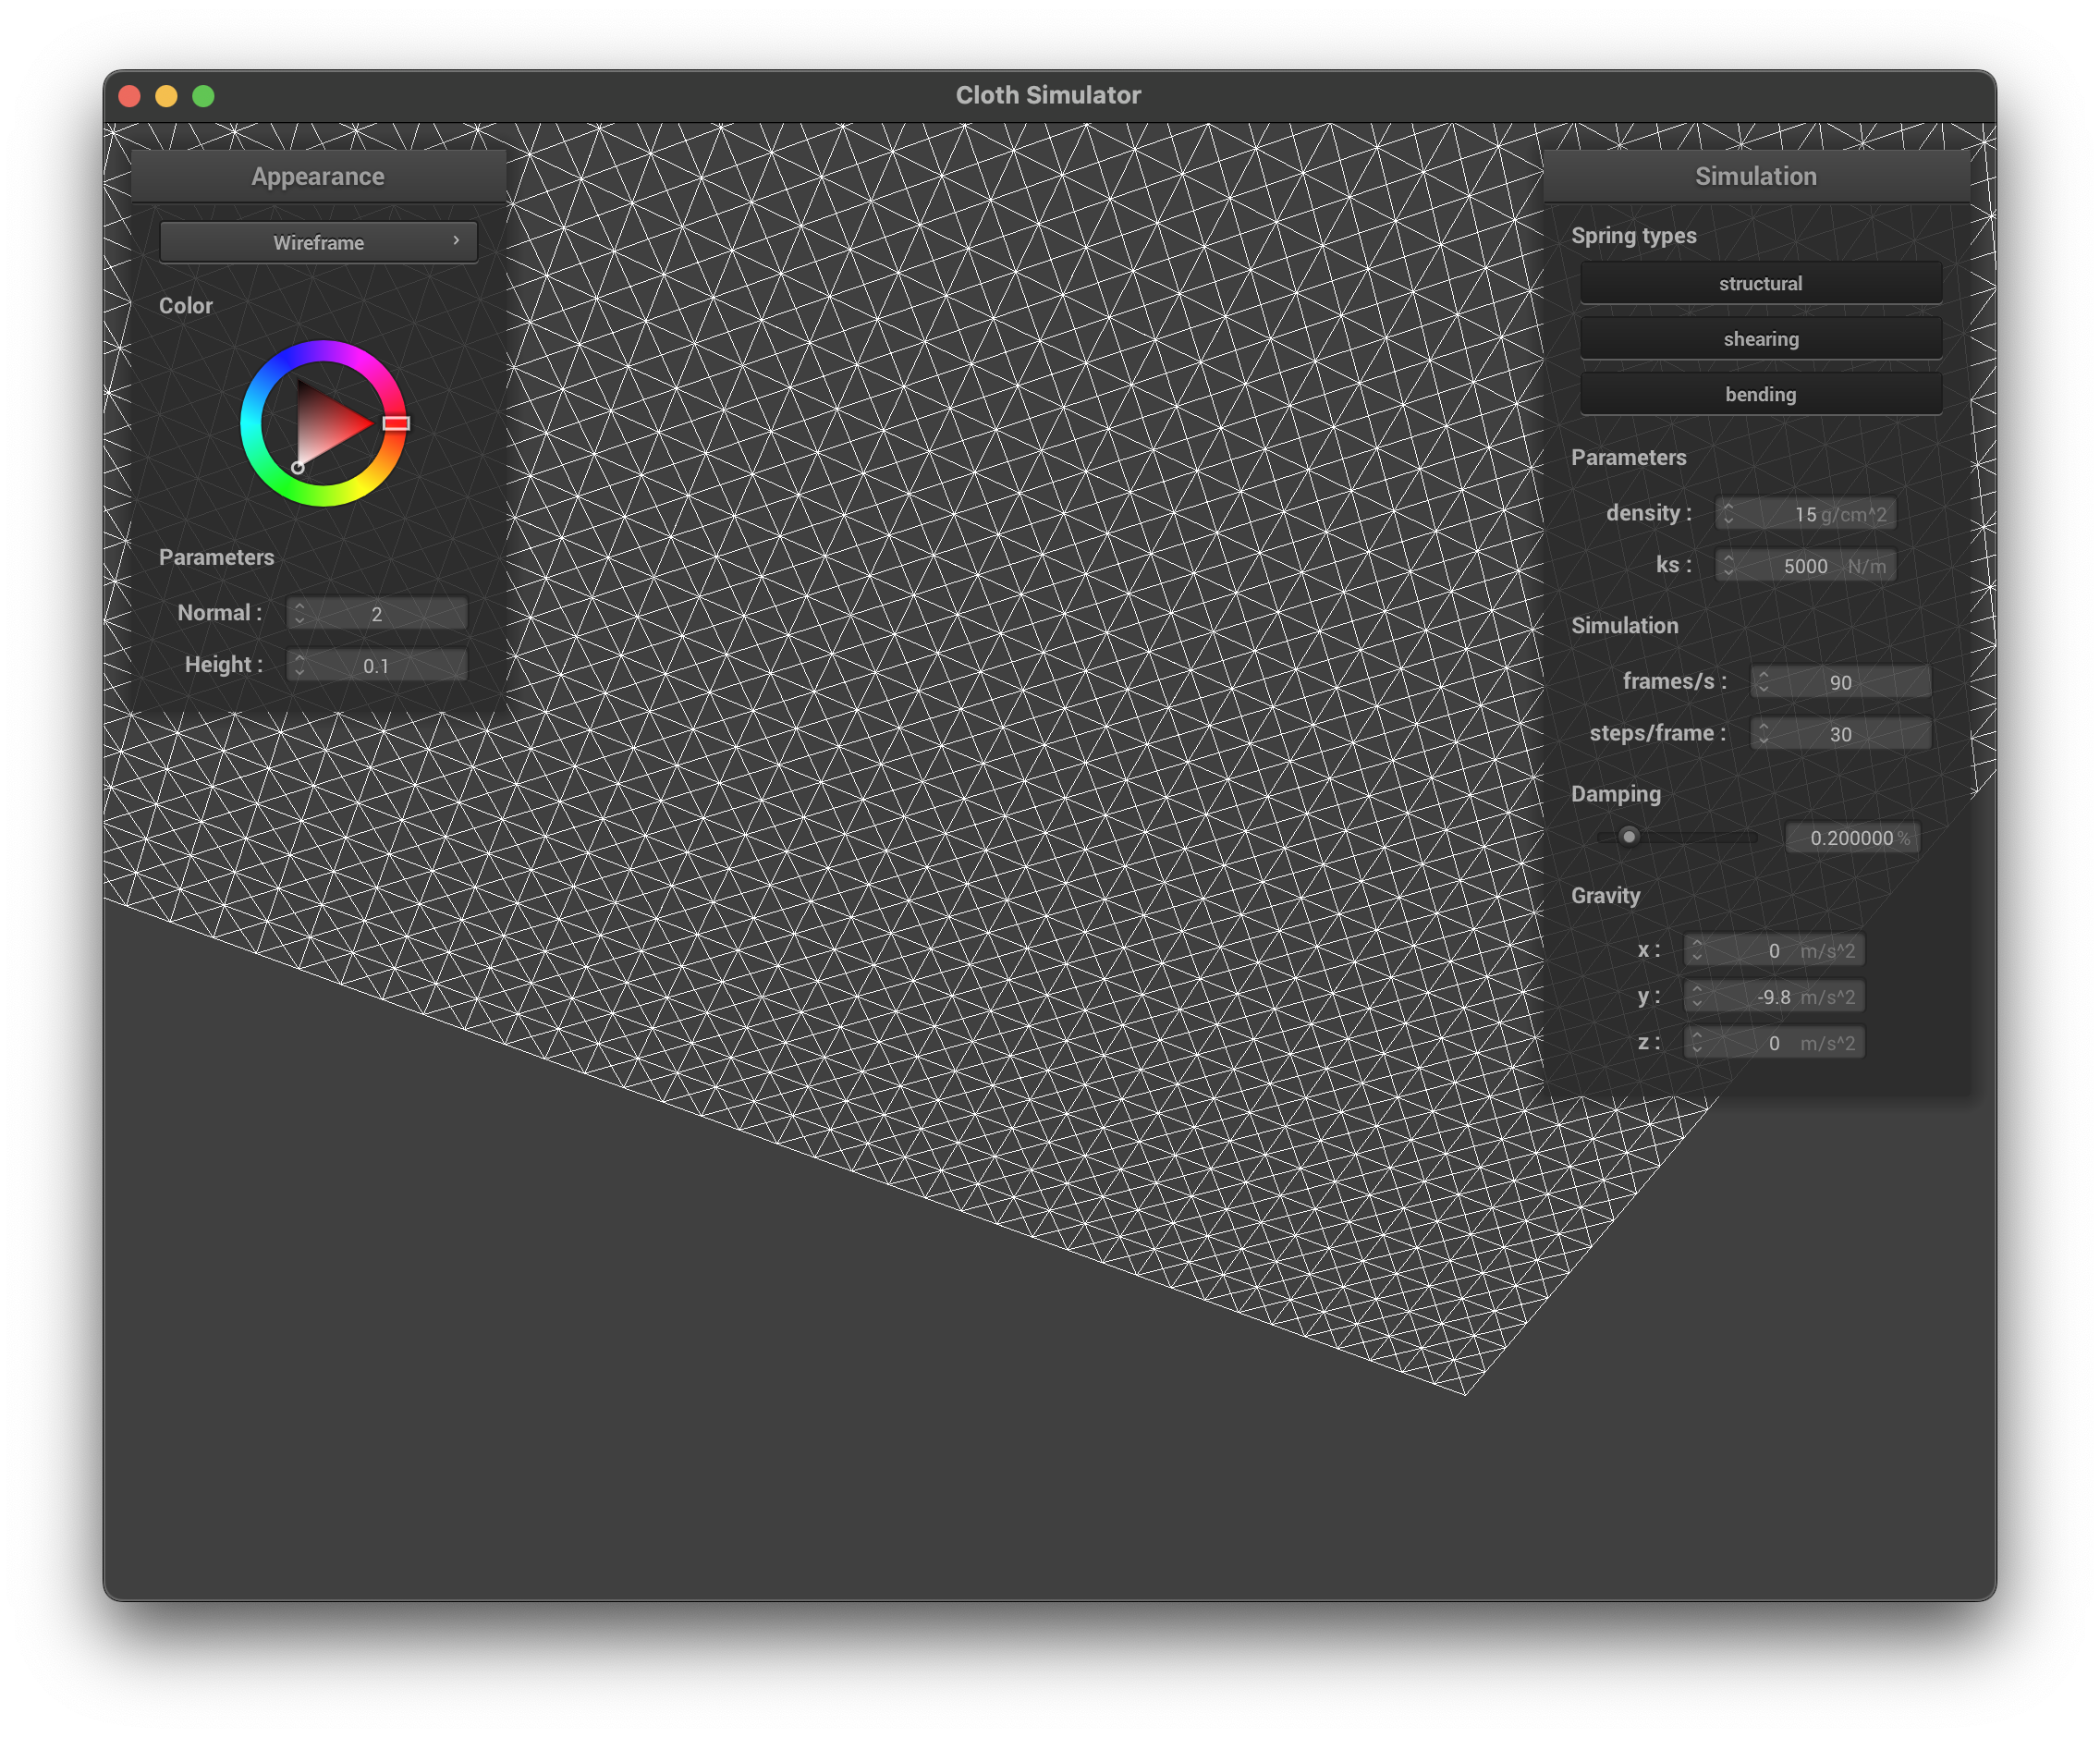 Cloth Simulator
Appearance
Wireframe
Color
Parameters
Normal : 2
Height : 0.1
Simulation
Spring types
structural
shearing
bending
Parameters
density : 15 g/cm^2
ks : 5000 N/m
Simulation
frames/s : 90
steps/frame : 30
Damping
0.200000 %
Gravity
x : 0 m/s^2
y : -9.8 m/s^2
z : 0 m/s^2